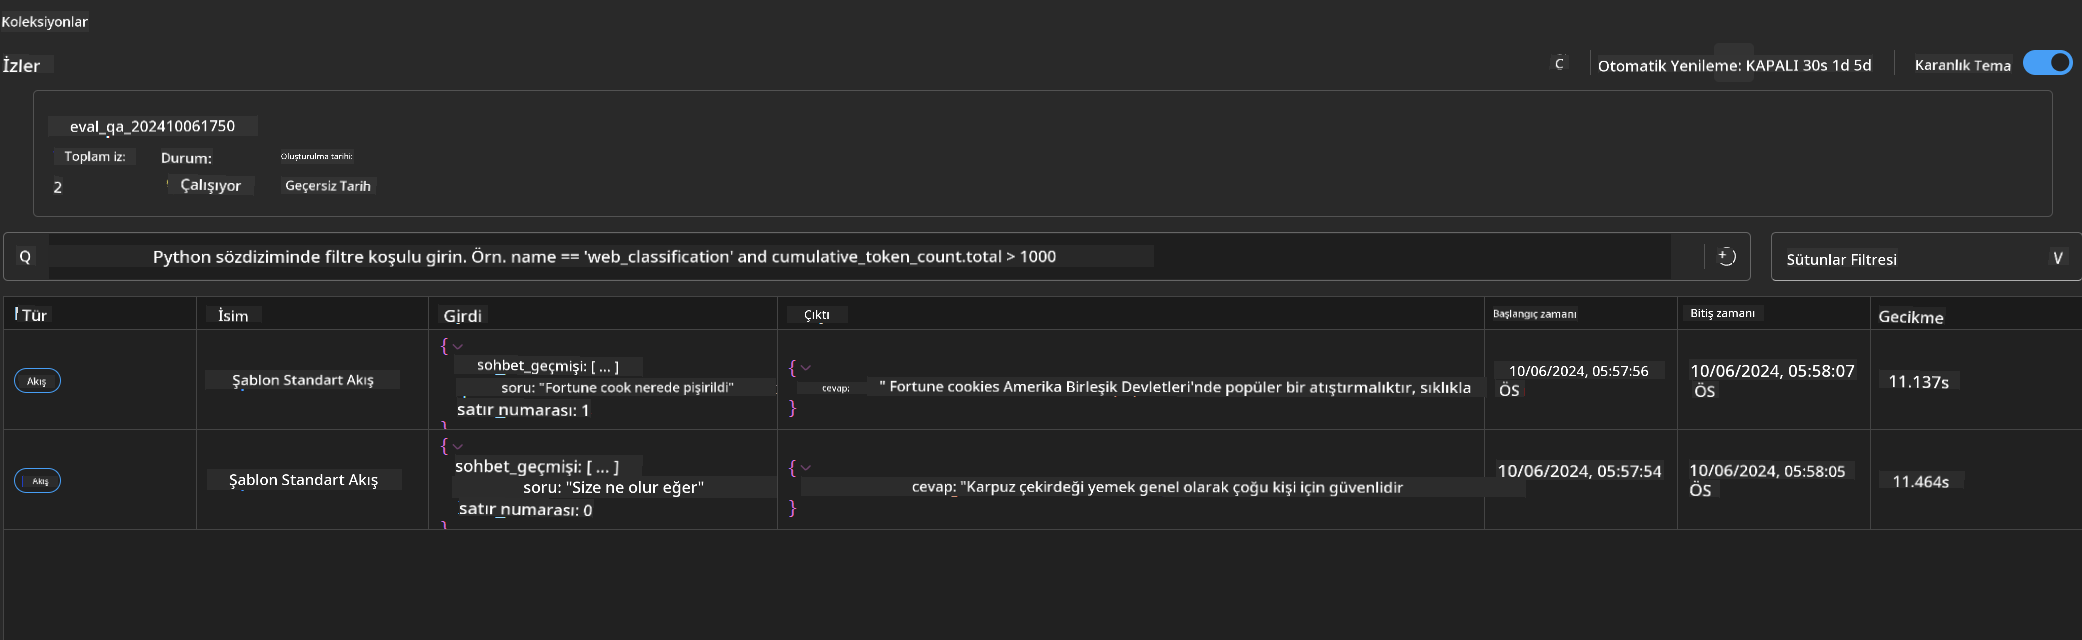 Koleksiyonlar
İzler
Otomatik Yenileme: KAPALI 30s 1d 5d
Karanlık Tema
eval_qa_202410061750
Toplam iz: Durum: Oluşturulma tarihi:
2 Çalışıyor Geçersiz Tarih
Python sözdiziminde filtre koşulu girin. Örn. name == 'web_classification' and cumulative_token_count.total > 1000
Sütunlar Filtresi
Tür İsim Girdi Çıktı Başlangıç zamanı Bitiş zamanı Gecikme
Akış
Şablon Standart Akış
{
sohbet_geçmişi: [ ... ]
soru: "Fortune cook nerede pişirildi"
satır_numarası: 1
}
{
cevap: " Fortune cookies Amerika Birleşik Devletleri'nde popüler bir atıştırmalıktır, sıklıkla
}
10/06/2024, 05:57:56
ÖS
10/06/2024, 05:58:07
ÖS
11.137s
Akış
Şablon Standart Akış
{
sohbet_geçmişi: [ ... ]
soru: "Size ne olur eğer"
satır_numarası: 0
}
{
cevap: "Karpuz çekirdeği yemek genel olarak çoğu kişi için güvenlidir
}
10/06/2024, 05:57:54
10/06/2024, 05:58:05
ÖS
11.464s